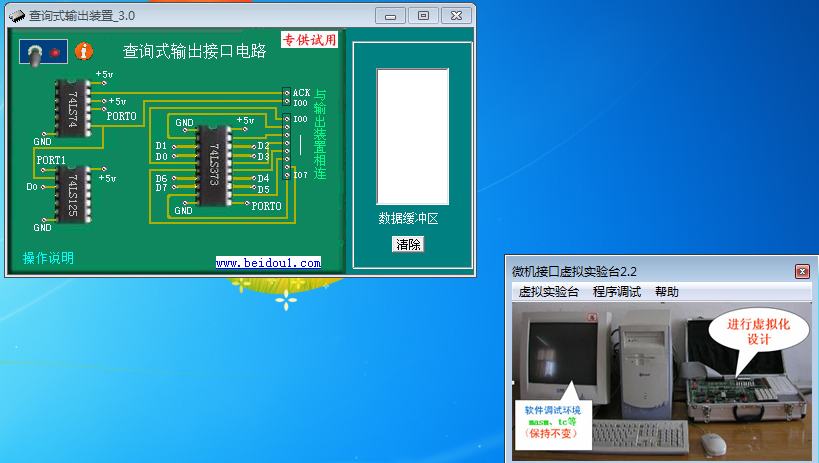 查询式输出装置_3.0
专供试用
查询式输出接口电路
+5v
74LS74
+5v
PORT0
GND
ACK
IO0
IO0
IO7
与输出装置相连
GND
+5v
D1
D0
74LS373
D2
D3
D6
D7
D4
D5
GND
PORT0
PORT1
+5v
D0
74LS125
GND
数据缓冲区
清除
操作说明
www.beidoul.com
微机接口虚拟实验台2.2
虚拟实验台 程序调试 帮助
进行虚拟化
设计
软件调试环境
masm、tc等
(保持不变)